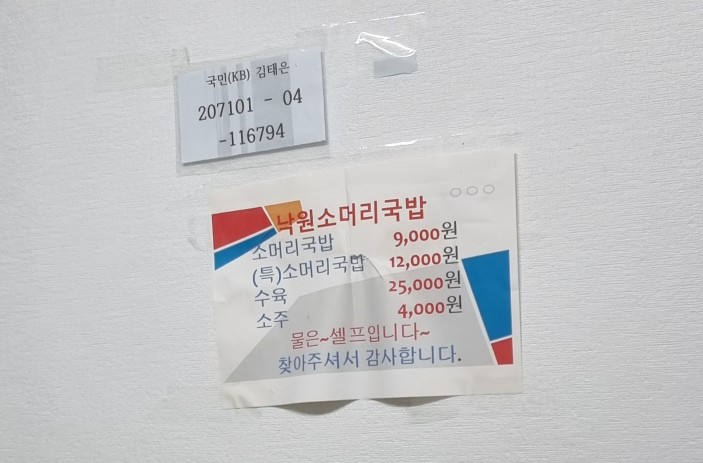 국민(KB) 김태은
207101 - 04
-116794
낙원소머리국밥
소머리국밥 9,000원
(특)소머리국밥 12,000원
수육 25,000원
소주 4,000원
물은~셀프입니다~
찾아주셔서 감사합니다.